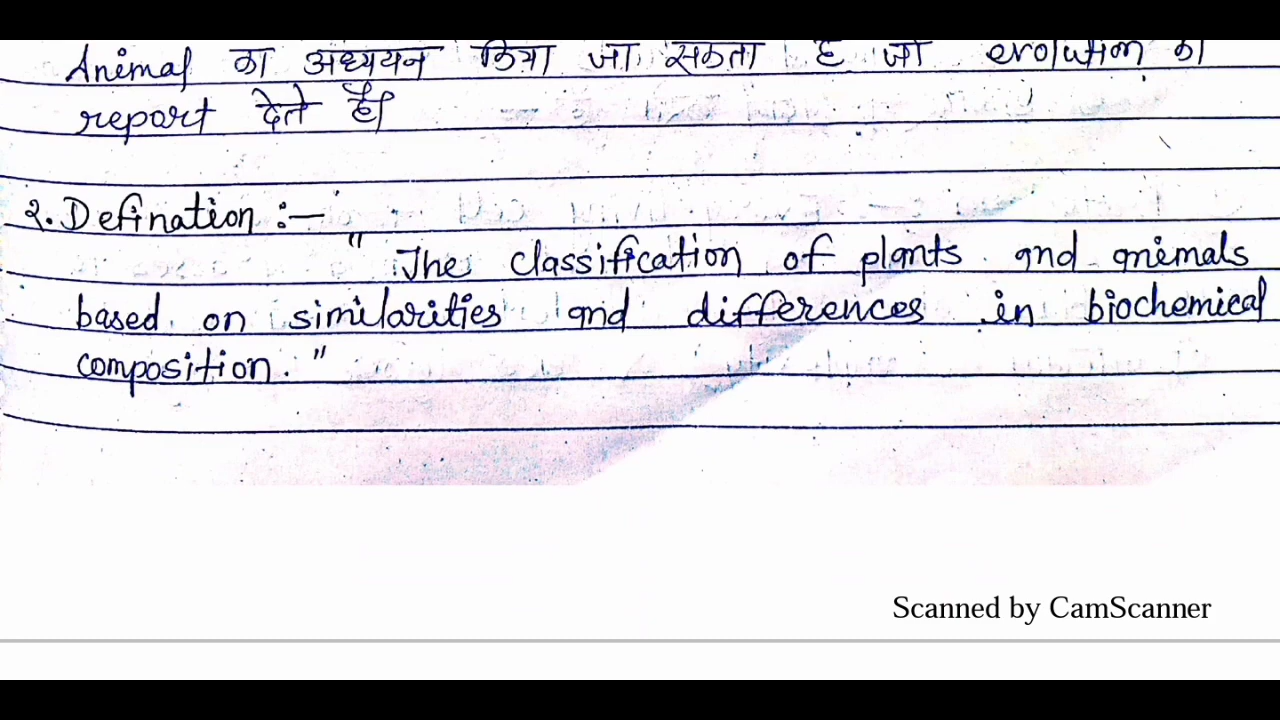 Animal का अध्ययन किया जा सकता है जो evolution का
report देते है।
२. Defination :—
" The classification of plants and animals
based on similarities and differences in biochemical
composition. "
Scanned by CamScanner